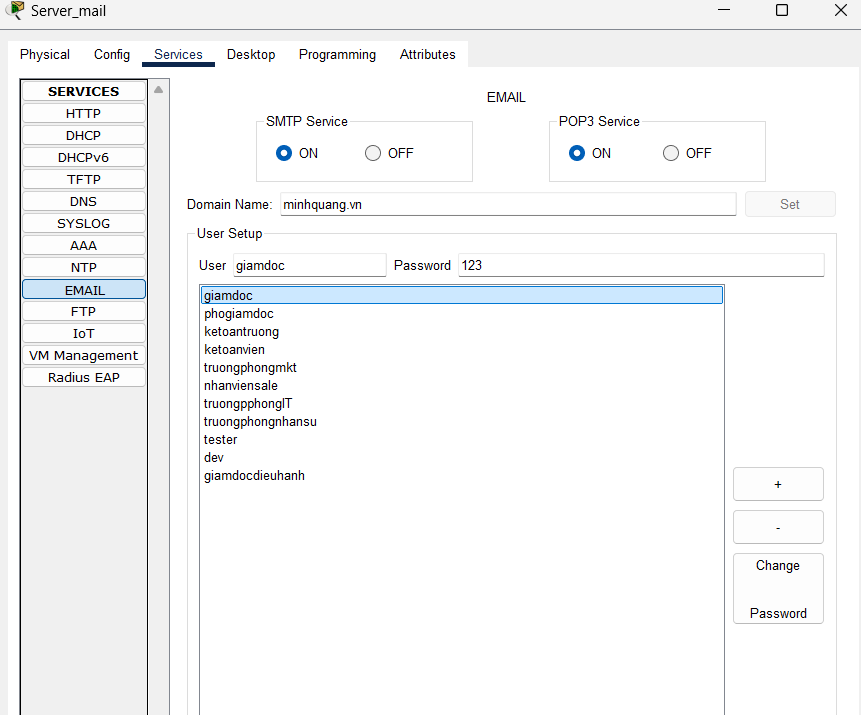 Server_mail
Physical Config Services Desktop Programming Attributes
SERVICES
HTTP
DHCP
DHCPv6
TFTP
DNS
SYSLOG
AAA
NTP
EMAIL
FTP
IoT
VM Management
Radius EAP
EMAIL
SMTP Service
ON OFF
POP3 Service
ON OFF
Domain Name: minhquang.vn Set
User Setup
User giamdoc Password 123
giamdoc
phogiamdoc
ketoantruong
ketoanvien
truongphongmkt
nhanviensale
truongpphongIT
truongphongnhansu
tester
dev
giamdocdieuhanh
+
-
Change
Password